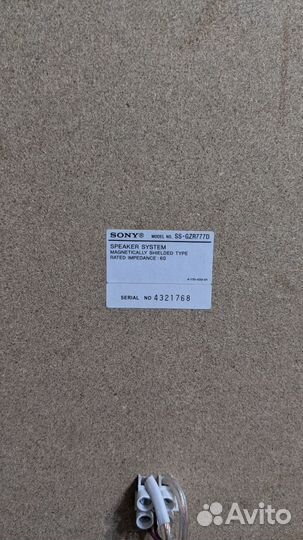 SONY® MODEL NO. SS-GZR777D
SPEAKER SYSTEM
MAGNETICALLY SHIELDED TYPE
RATED IMPEDANCE : 6Ω
SERIAL NO 4321768
Avito